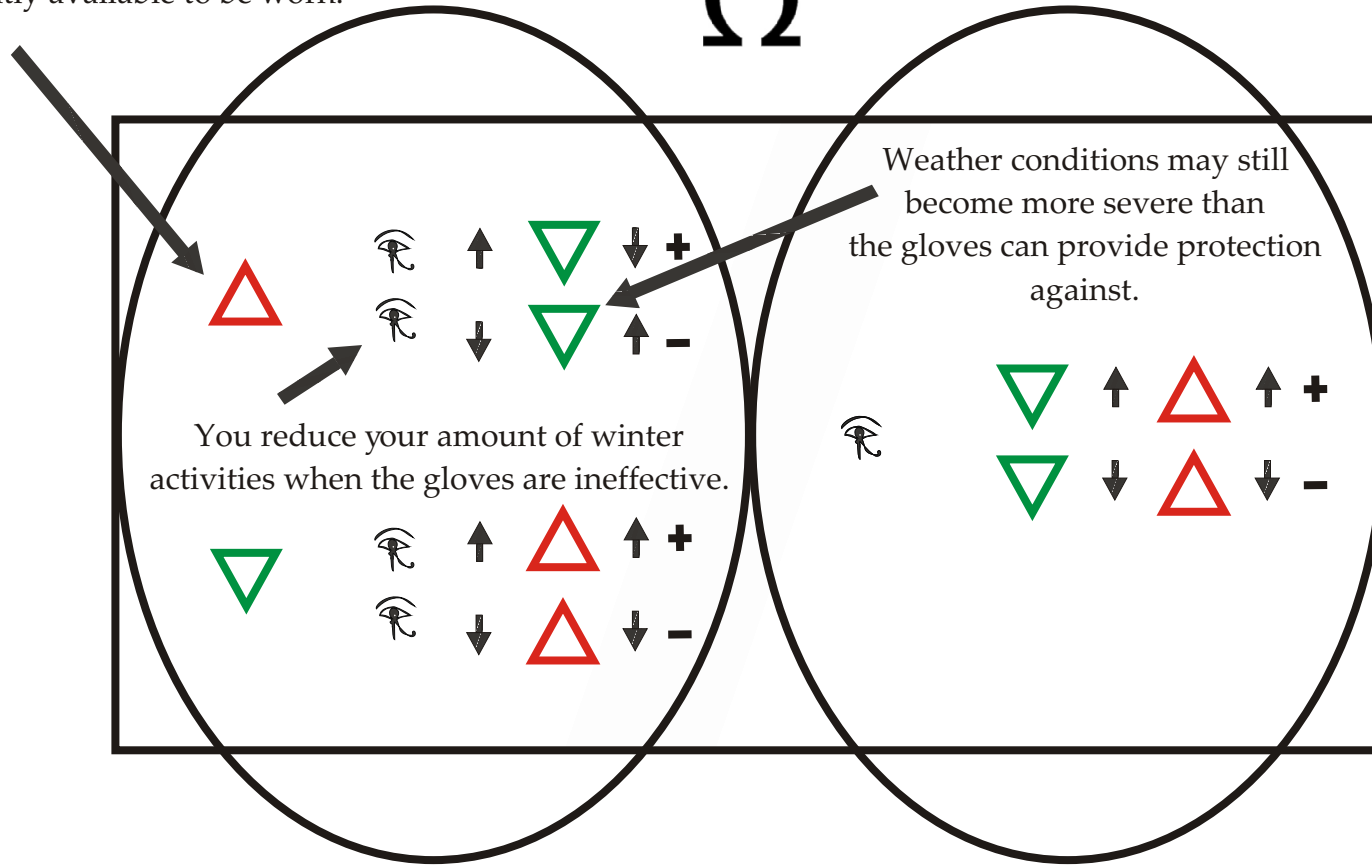 available to be worn.
Ω
Weather conditions may still
become more severe than
the gloves can provide protection
against.
+
−
You reduce your amount of winter
activities when the gloves are ineffective.
+
−
+
−